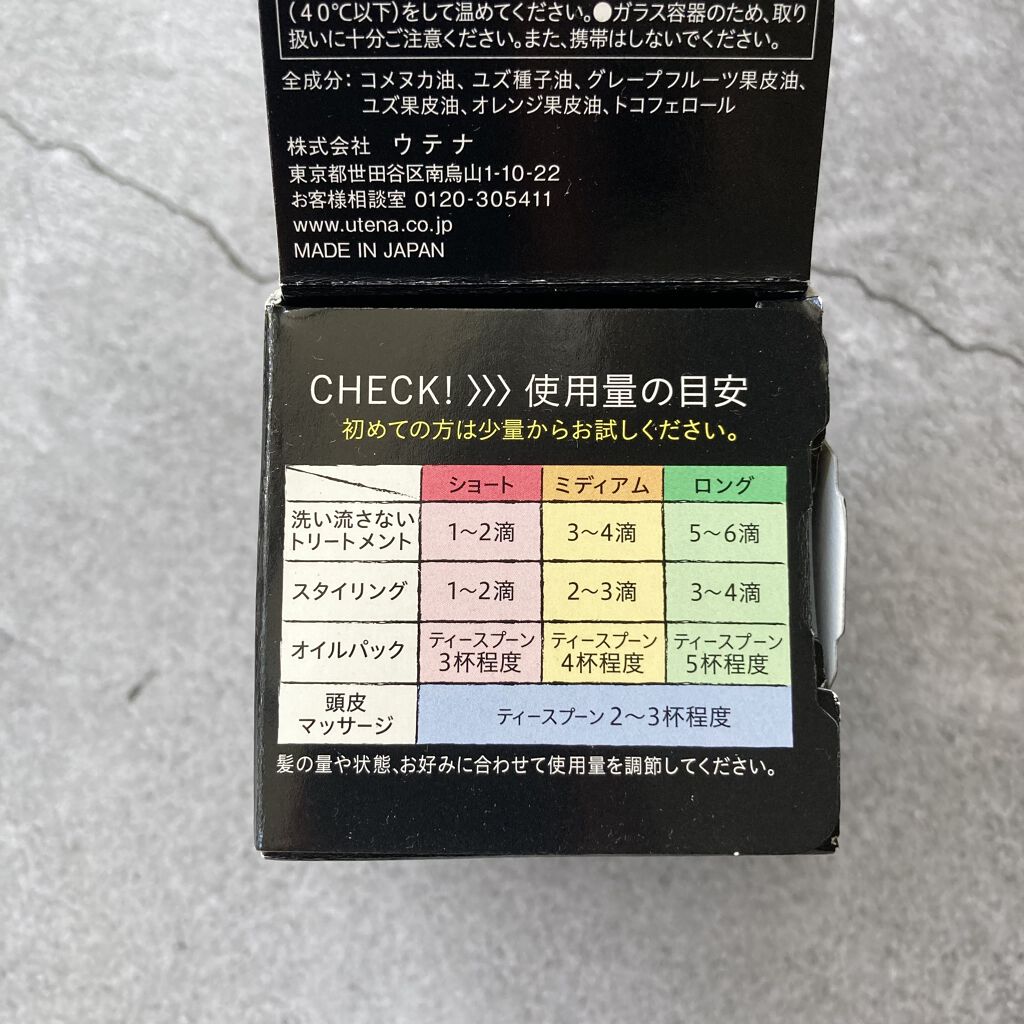 (40℃以下)をして温めてください。●ガラス容器のため、取り
扱いに十分ご注意ください。また、携帯はしないでください。
全成分: コメヌカ油、ユズ種子油、グレープフルーツ果皮油、
ユズ果皮油、オレンジ果皮油、トコフェロール
株式会社 ウテナ
東京都世田谷区南烏山1-10-22
お客様相談室 0120-305411
www.utena.co.jp
MADE IN JAPAN
CHECK! 〉〉〉 使用量の目安
初めての方は少量からお試しください。
ショート ミディアム ロング
洗い流さない
トリートメント 1〜2滴 3〜4滴 5〜6滴
スタイリング 1〜2滴 2〜3滴 3〜4滴
オイルパック ティースプーン 3杯程度 ティースプーン 4杯程度 ティースプーン 5杯程度
頭皮
マッサージ ティースプーン 2〜3杯程度
髪の量や状態、お好みに合わせて使用量を調節してください。